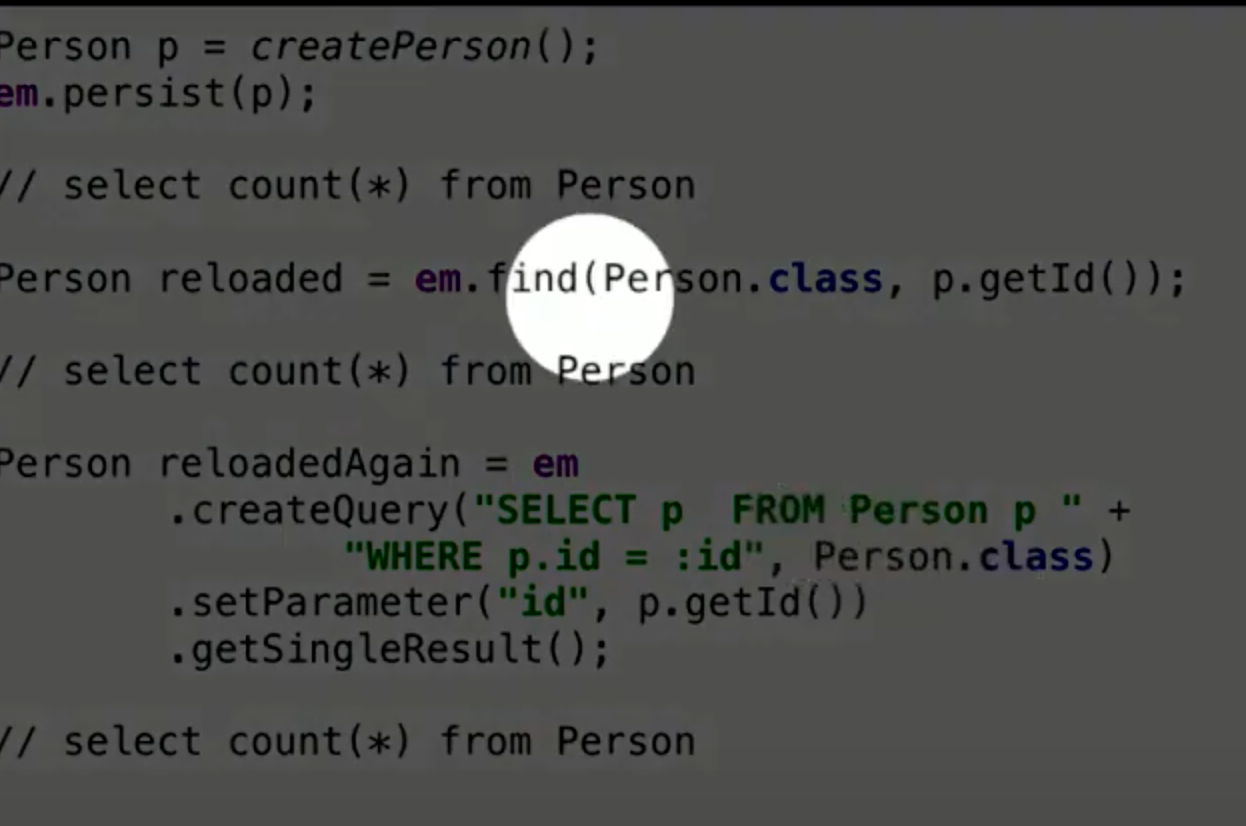 Person p = createPerson();
em.persist(p);
// select count(*) from Person
Person reloaded = em.find(Person.class, p.getId());
// select count(*) from Person
Person reloadedAgain = em
.createQuery("SELECT p  FROM Person p " +
"WHERE p.id = :id", Person.class)
.setParameter("id", p.getId())
.getSingleResult();
// select count(*) from Person